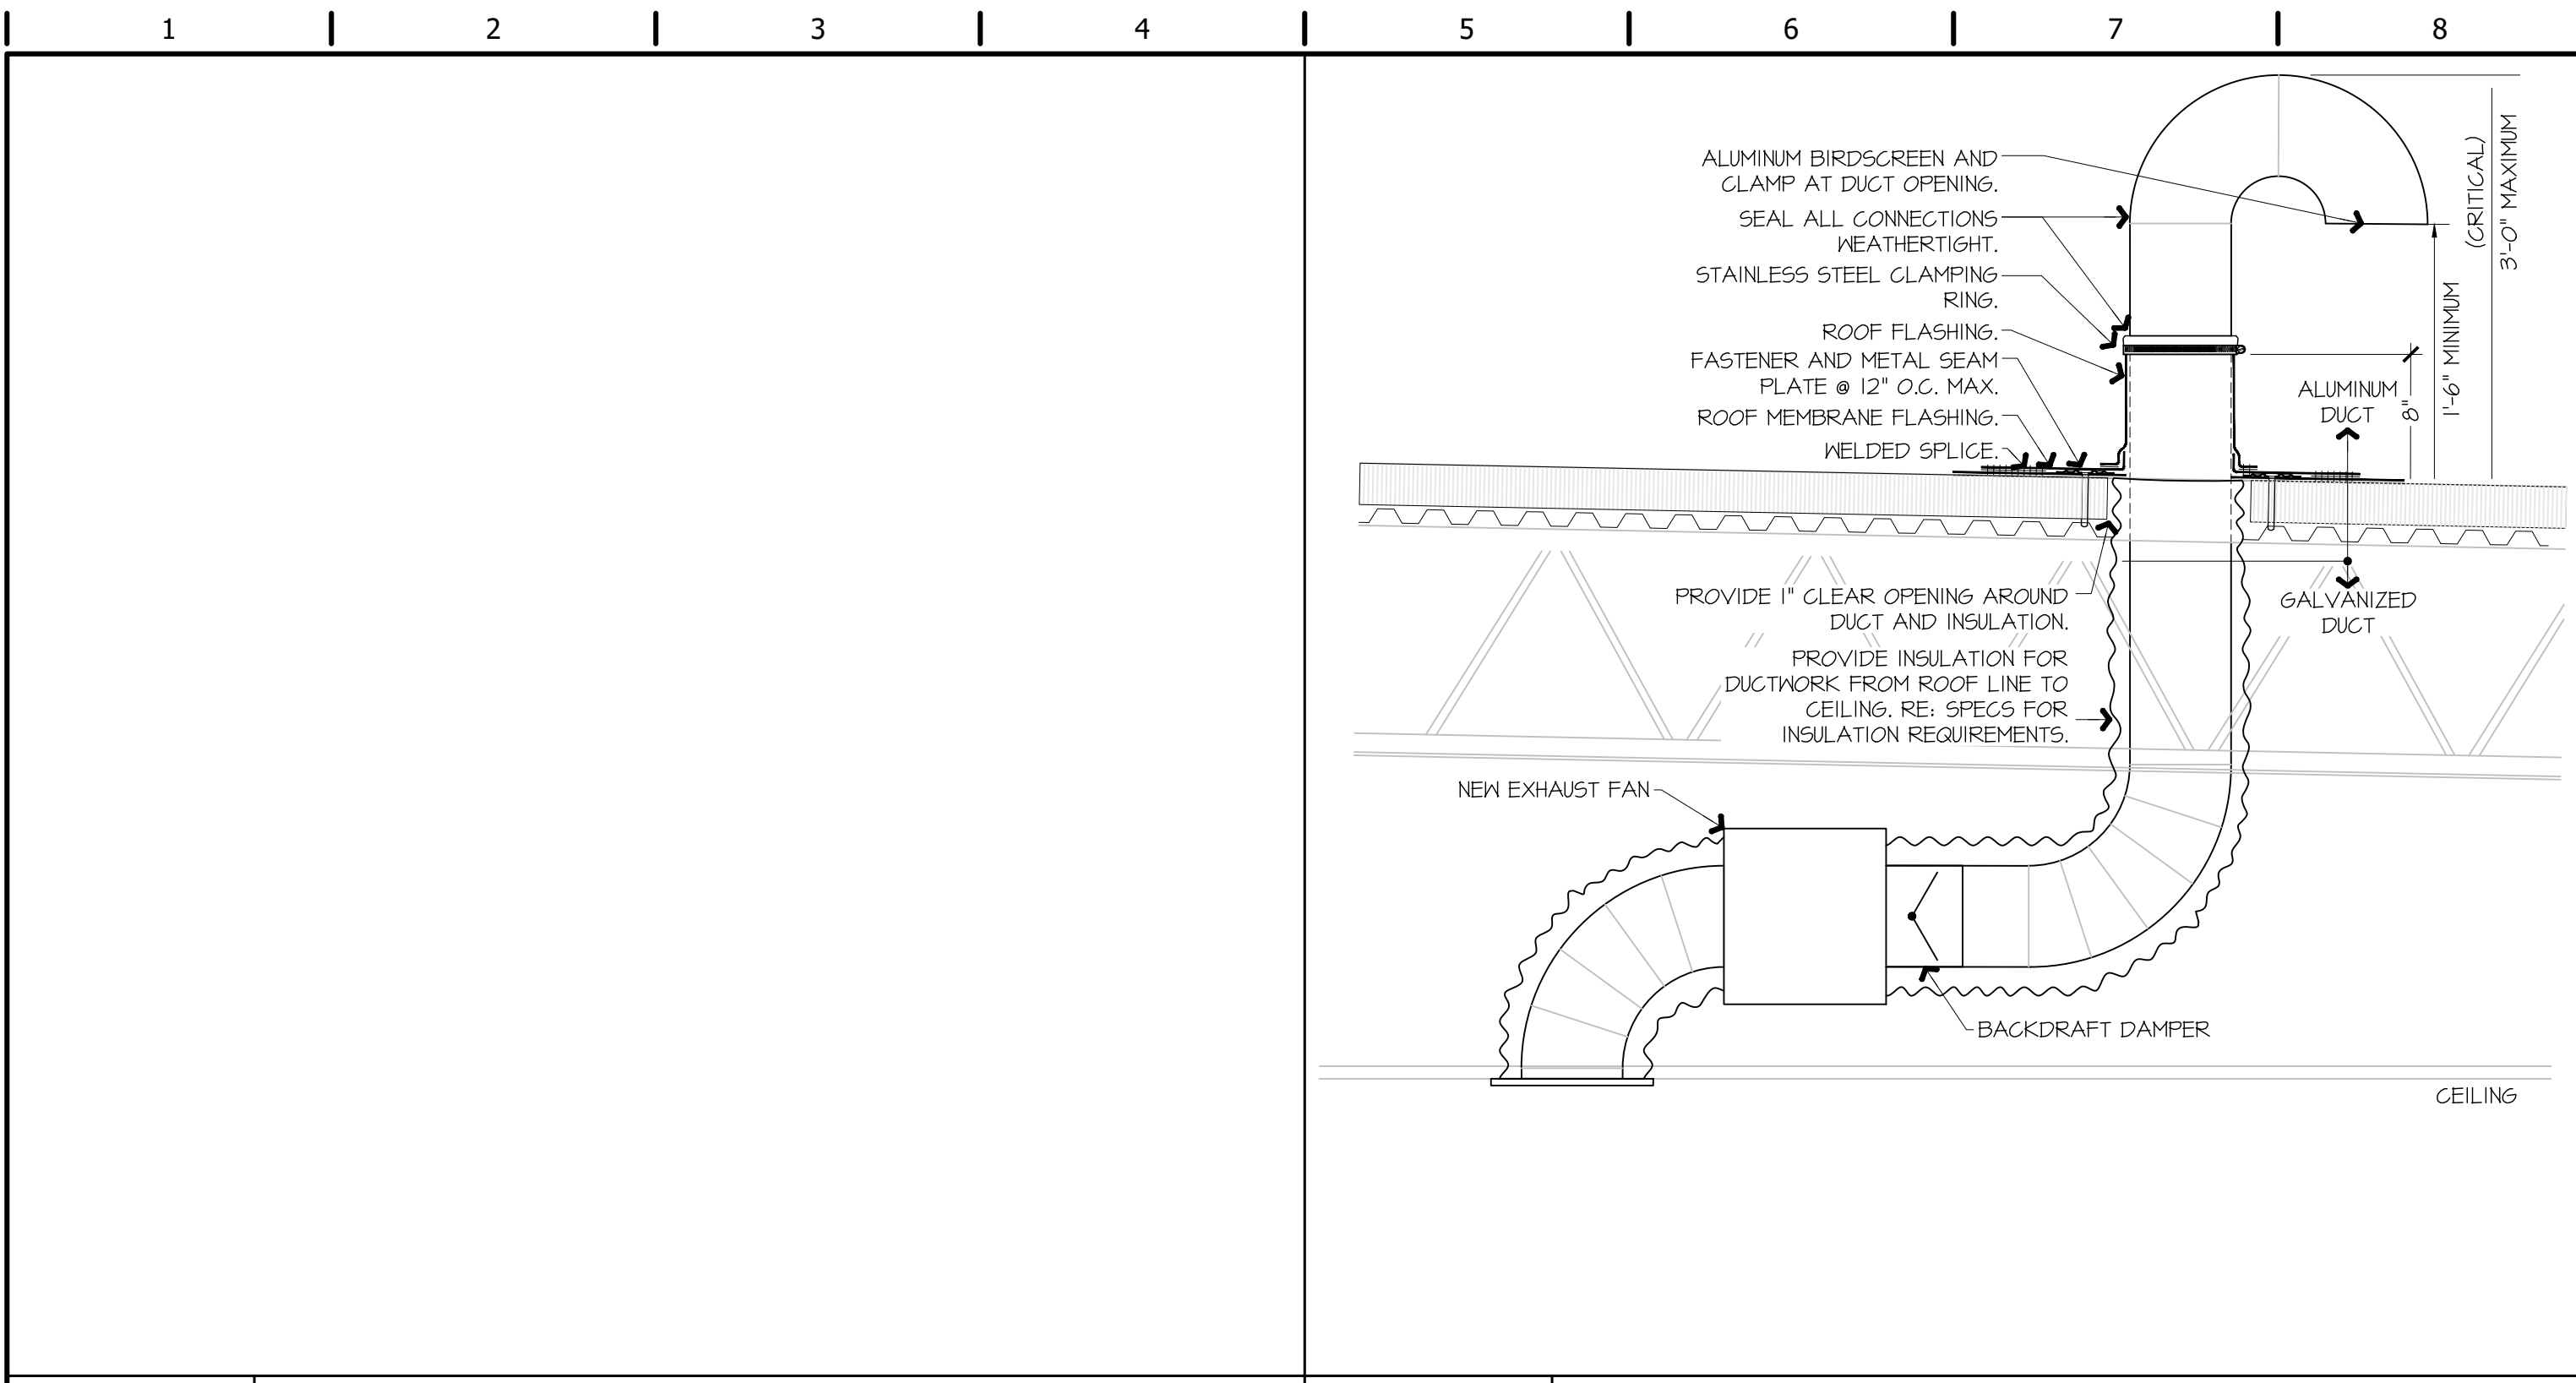 1 2 3 4 5 6 7 8
ALUMINUM BIRDSCREEN AND
CLAMP AT DUCT OPENING.
SEAL ALL CONNECTIONS
WEATHERTIGHT.
STAINLESS STEEL CLAMPING
RING.
ROOF FLASHING.
FASTENER AND METAL SEAM
PLATE @ 12" O.C. MAX.
ROOF MEMBRANE FLASHING.
WELDED SPLICE.
(CRITICAL)
3'-0" MAXIMUM
1'-6" MINIMUM
8"
ALUMINUM
DUCT
GALVANIZED
DUCT
PROVIDE 1" CLEAR OPENING AROUND
DUCT AND INSULATION.
PROVIDE INSULATION FOR
DUCTWORK FROM ROOF LINE TO
CEILING. RE: SPECS FOR
INSULATION REQUIREMENTS.
NEW EXHAUST FAN
BACKDRAFT DAMPER
CEILING